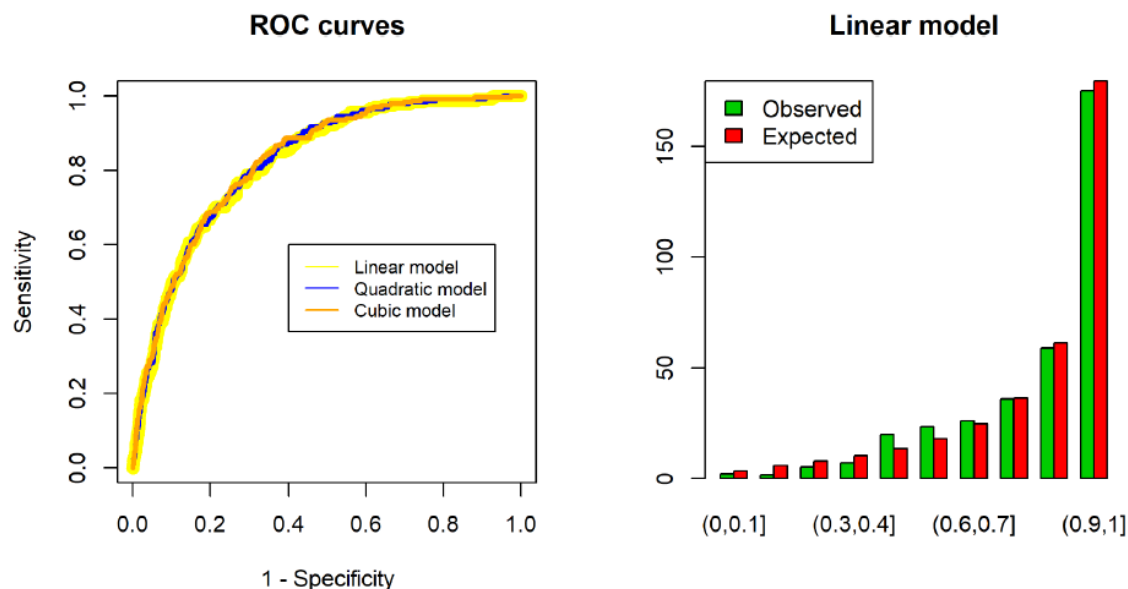 ROC curves
Sensitivity
0.0 0.2 0.4 0.6 0.8 1.0
Linear model
Quadratic model
Cubic model
0.0 0.2 0.4 0.6 0.8 1.0
1 - Specificity
Linear model
Observed
Expected
0 50 100 150
(0,0.1] (0.3,0.4] (0.6,0.7] (0.9,1]